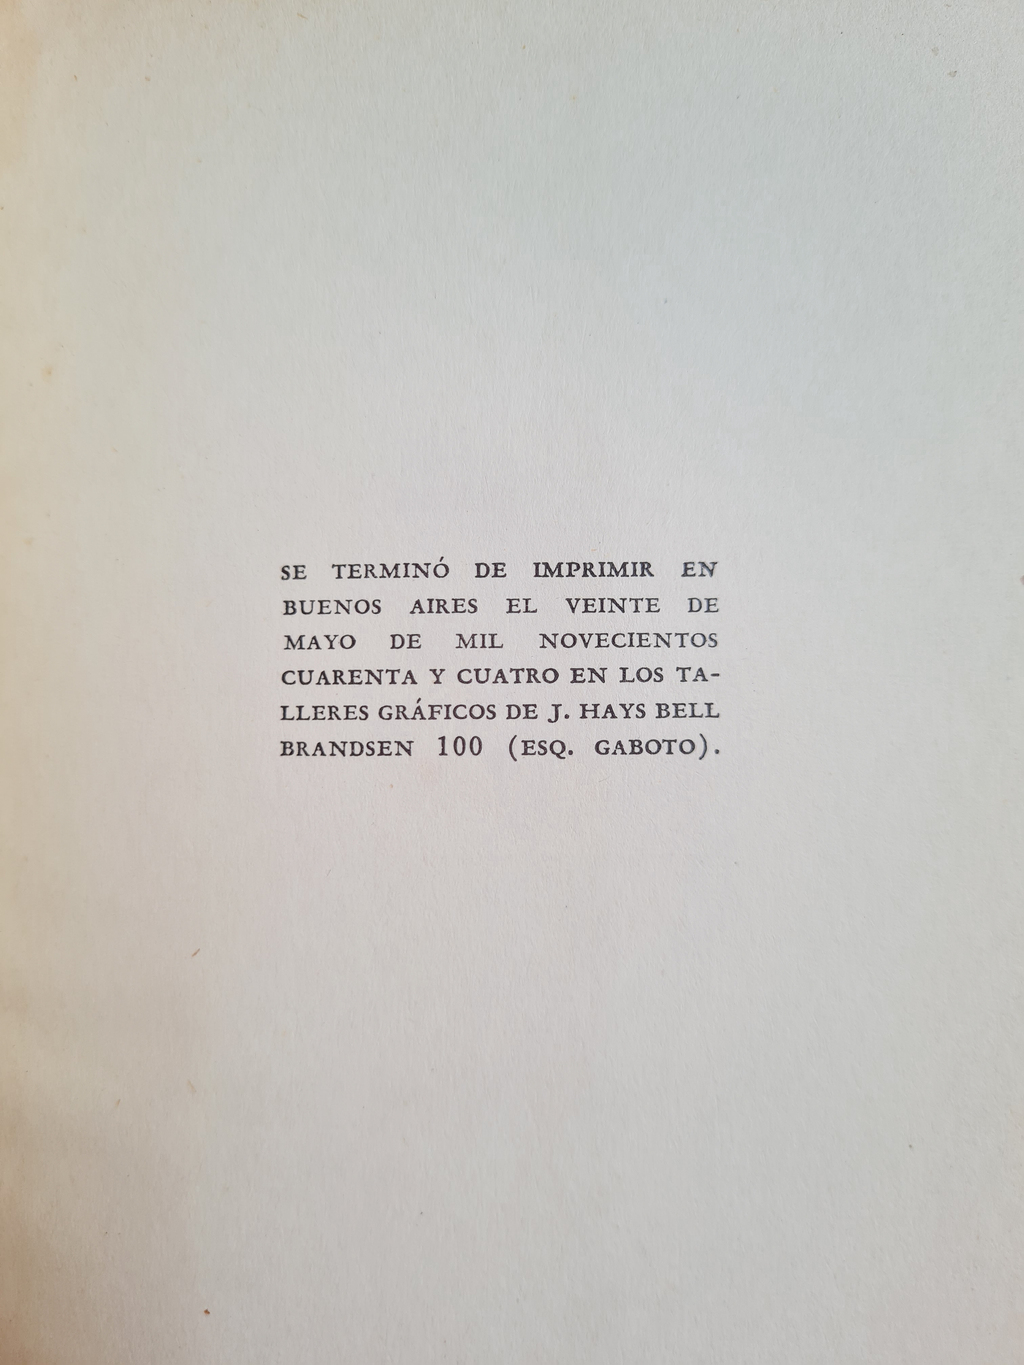 SE TERMINÓ DE IMPRIMIR EN
BUENOS AIRES EL VEINTE DE
MAYO DE MIL NOVECIENTOS
CUARENTA Y CUATRO EN LOS TA-
LLERES GRÁFICOS DE J. HAYS BELL
BRANDSEN 100 (ESQ. GABOTO).